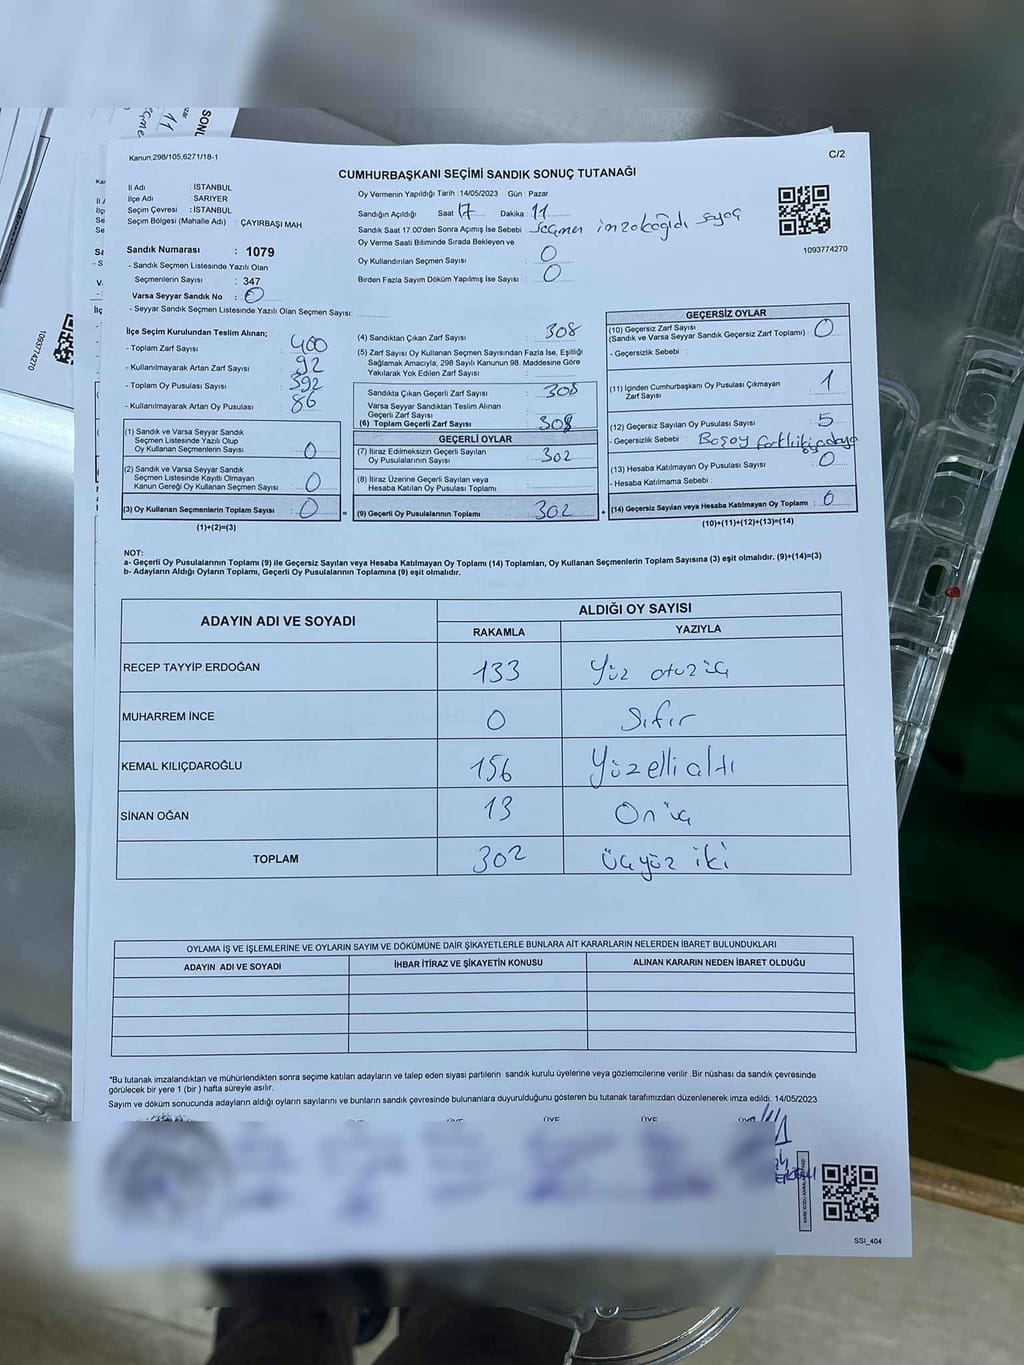 Kanun,298/105,6271/18-1
C/2
CUMHURBAŞKANI SEÇİMİ SANDIK SONUÇ TUTANAĞI
İl Adı : İSTANBUL
İlçe Adı : SARIYER
Seçim Çevresi : İSTANBUL
Seçim Bölgesi (Mahalle Adı) : ÇAYIRBAŞI MAH
Oy Vermenin Yapıldığı Tarih :14/05/2023 Gün : Pazar
Sandığın Açıldığı Saat 17 Dakika : 11
Sandık Saat 17.00'den Sonra Açımış İse Sebebi : Seçmen
Oy Verme Saati Bitiminde Sırada Bekleyen ve
Oy Kullandırılan Seçmen Sayısı : 0
Birden Fazla Sayım Döküm Yapılmış İse Sayısı : 0
1093774270
Sandık Numarası : 1079
- Sandık Seçmen Listesinde Yazılı Olan
Seçmenlerin Sayısı : 347
Varsa Seyyar Sandık No : 0
- Seyyar Sandık Seçmen Listesinde Yazılı Olan Seçmen Sayısı:
İlçe Seçim Kurulundan Teslim Alınan;
- Toplam Zarf Sayısı : 400
- Kullanılmayarak Artan Zarf Sayısı : 92
- Toplam Oy Pusulası Sayısı : 392
- Kullanılmayarak Artan Oy Pusulası : 86
(1) Sandık ve Varsa Seyyar Sandık
Seçmen Listesinde Yazılı Olup
Oy Kullanan Seçmenlerin Sayısı : 0
(2) Sandık ve Varsa Seyyar Sandık
Seçmen Listesinde Kayıtlı Olmayan
Kanun Gereği Oy Kullanan Seçmen Sayısı : 0
(3) Oy Kullanan Seçmenlerin Toplam Sayısı : 0 =
(1)+(2)=(3)
(4) Sandıktan Çıkan Zarf Sayısı : 308
(5) Zarf Sayısı Oy Kullanan Seçmen Sayısından Fazla İse, Eşitliği
Sağlamak Amacıyla, 298 Sayılı Kanunun 98. Maddesine Göre
Yakılarak Yok Edilen Zarf Sayısı :
Sandıkta Çıkan Geçerli Zarf Sayısı : 308
Varsa Seyyar Sandıktan Teslim Alınan
Geçerli Zarf Sayısı :
(6) Toplam Geçerli Zarf Sayısı : 308
GEÇERLİ OYLAR
(7) İtiraz Edilmeksizin Geçerli Sayılan
Oy Pusulalarının Sayısı : 302
(8) İtiraz Üzerine Geçerli Sayılan veya
Hesaba Katılan Oy Pusulası Toplamı :
(9) Geçerli Oy Pusulalarının Toplamı : 302 +
GEÇERSİZ OYLAR
(10) Geçersiz Zarf Sayısı
(Sandık ve Varsa Seyyar Sandık Geçersiz Zarf Toplamı) : 0
- Geçersizlik Sebebi :
(11) İçinden Cumhurbaşkanı Oy Pusulası Çıkmayan
Zarf Sayısı : 1
(12) Geçersiz Sayılan Oy Pusulası Sayısı : 5
- Geçersizlik Sebebi :
(13) Hesaba Katılmayan Oy Pusulası Sayısı : 0
- Hesaba Katılmama Sebebi :
(14) Geçersiz Sayılan veya Hesaba Katılmayan Oy Toplamı : 0
(10)+(11)+(12)+(13)=(14)
NOT:
a- Geçerli Oy Pusulalarının Toplamı (9) ile Geçersiz Sayılan veya Hesaba Katılmayan Oy Toplamı (14) Toplamları, Oy Kullanan Seçmenlerin Toplam Sayısına (3) eşit olmalıdır. (9)+(14)=(3)
b- Adayların Aldığı Oyların Toplamı, Geçerli Oy Pusulalarının Toplamına (9) eşit olmalıdır.
ADAYIN ADI VE SOYADI
ALDIĞI OY SAYISI
RAKAMLA YAZIYLA
RECEP TAYYİP ERDOĞAN 133 Yüz otuz üç
MUHARREM İNCE 0 Sıfır
KEMAL KILIÇDAROĞLU 156 Yüzelli altı
SİNAN OĞAN 13 On üç
TOPLAM 302 Üçyüz iki
OYLAMA İŞ VE İŞLEMLERİNE VE OYLARIN SAYIM VE DÖKÜMÜNE DAİR ŞİKAYETLERLE BUNLARA AİT KARARLARIN NELERDEN İBARET BULUNDUKLARI
ADAYIN ADI VE SOYADI İHBAR İTİRAZ VE ŞİKAYETİN KONUSU ALINAN KARARIN NEDEN İBARET OLDUĞU
*Bu tutanak imzalandıktan ve mühürlendikten sonra seçime katılan adayların ve talep eden siyasi partilerin sandık kurulu üyelerine veya gözlemcilerine verilir .Bir nüshası da sandık çevresinde
görülecek bir yere 1 (bir ) hafta süreyle asılır.
Sayım ve döküm sonucunda adayların aldığı oyların sayılarını ve bunların sandık çevresinde bulunanlara duyurulduğunu gösteren bu tutanak tarafımızdan düzenlenerek imza edildi. 14/05/2023
ÜYE ÜYE ÜYE
SSI_404
1093774270